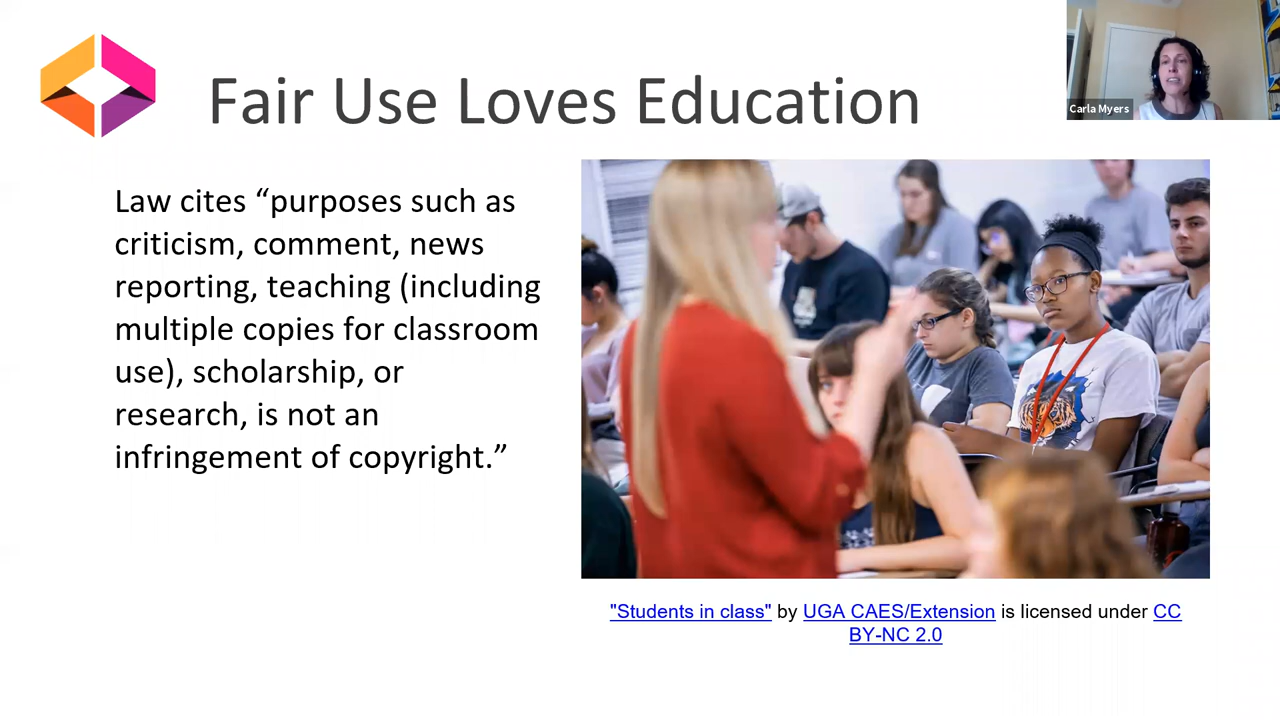 Fair Use Loves Education
Carla Myers
Law cites “purposes such as
criticism, comment, news
reporting, teaching (including
multiple copies for classroom
use), scholarship, or
research, is not an
infringement of copyright.”
"Students in class" by UGA CAES/Extension is licensed under CC
BY-NC 2.0